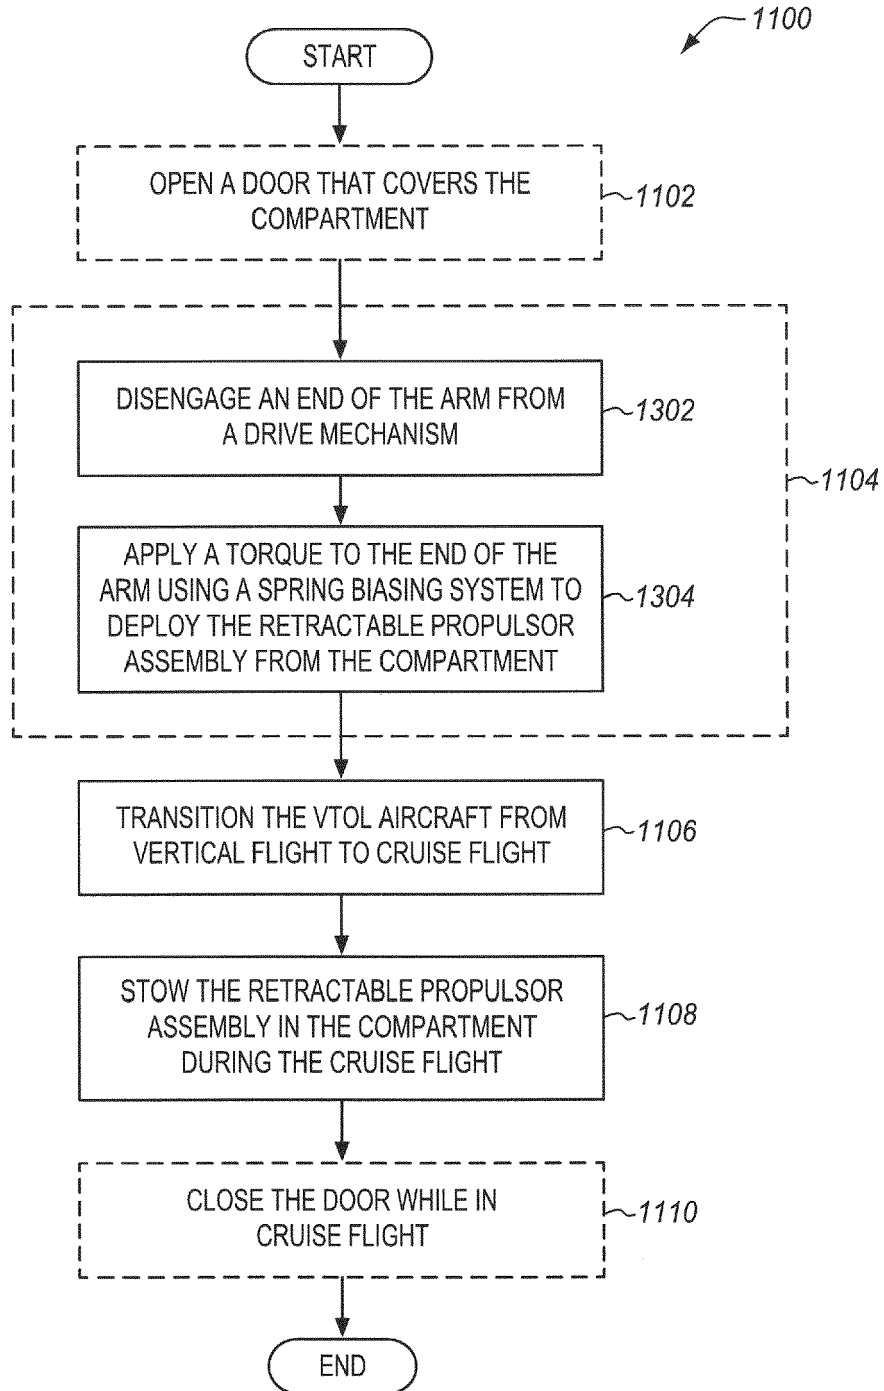 1100
START
OPEN A DOOR THAT COVERS THE
COMPARTMENT
1102
DISENGAGE AN END OF THE ARM FROM
A DRIVE MECHANISM
1302
1104
APPLY A TORQUE TO THE END OF THE
ARM USING A SPRING BIASING SYSTEM TO
DEPLOY THE RETRACTABLE PROPULSOR
ASSEMBLY FROM THE COMPARTMENT
1304
TRANSITION THE VTOL AIRCRAFT FROM
VERTICAL FLIGHT TO CRUISE FLIGHT
1106
STOW THE RETRACTABLE PROPULSOR
ASSEMBLY IN THE COMPARTMENT
DURING THE CRUISE FLIGHT
1108
CLOSE THE DOOR WHILE IN
CRUISE FLIGHT
1110
END